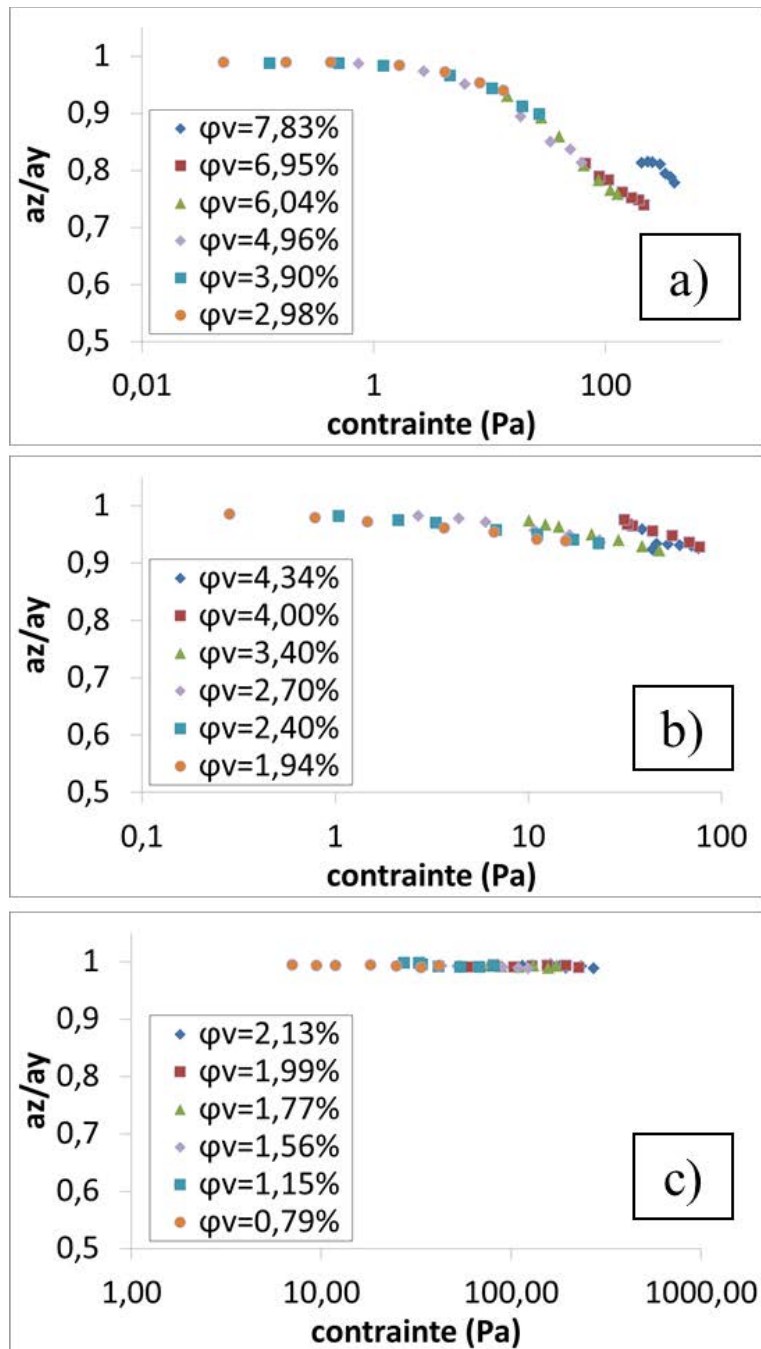 1
0,9
0,8
0,7
0,6
0,5
az/ay
φv=7,83%
φv=6,95%
φv=6,04%
φv=4,96%
φv=3,90%
φv=2,98%
a)
0,01
1
100
contrainte (Pa)
1
0,9
0,8
0,7
0,6
0,5
az/ay
φv=4,34%
φv=4,00%
φv=3,40%
φv=2,70%
φv=2,40%
φv=1,94%
b)
0,1
1
10
100
contrainte (Pa)
1
0,9
0,8
0,7
0,6
0,5
az/ay
φv=2,13%
φv=1,99%
φv=1,77%
φv=1,56%
φv=1,15%
φv=0,79%
c)
1,00
10,00
100,00
1000,00
contrainte (Pa)